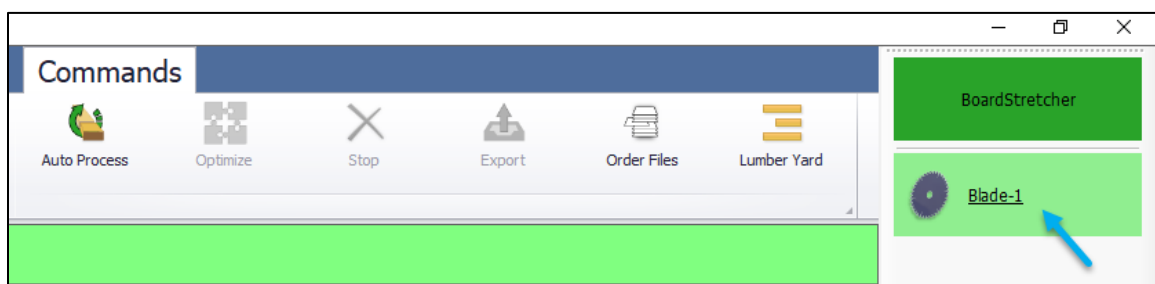 Commands
Auto Process
Optimize
Stop
Export
Order Files
Lumber Yard
BoardStretcher
Blade-1